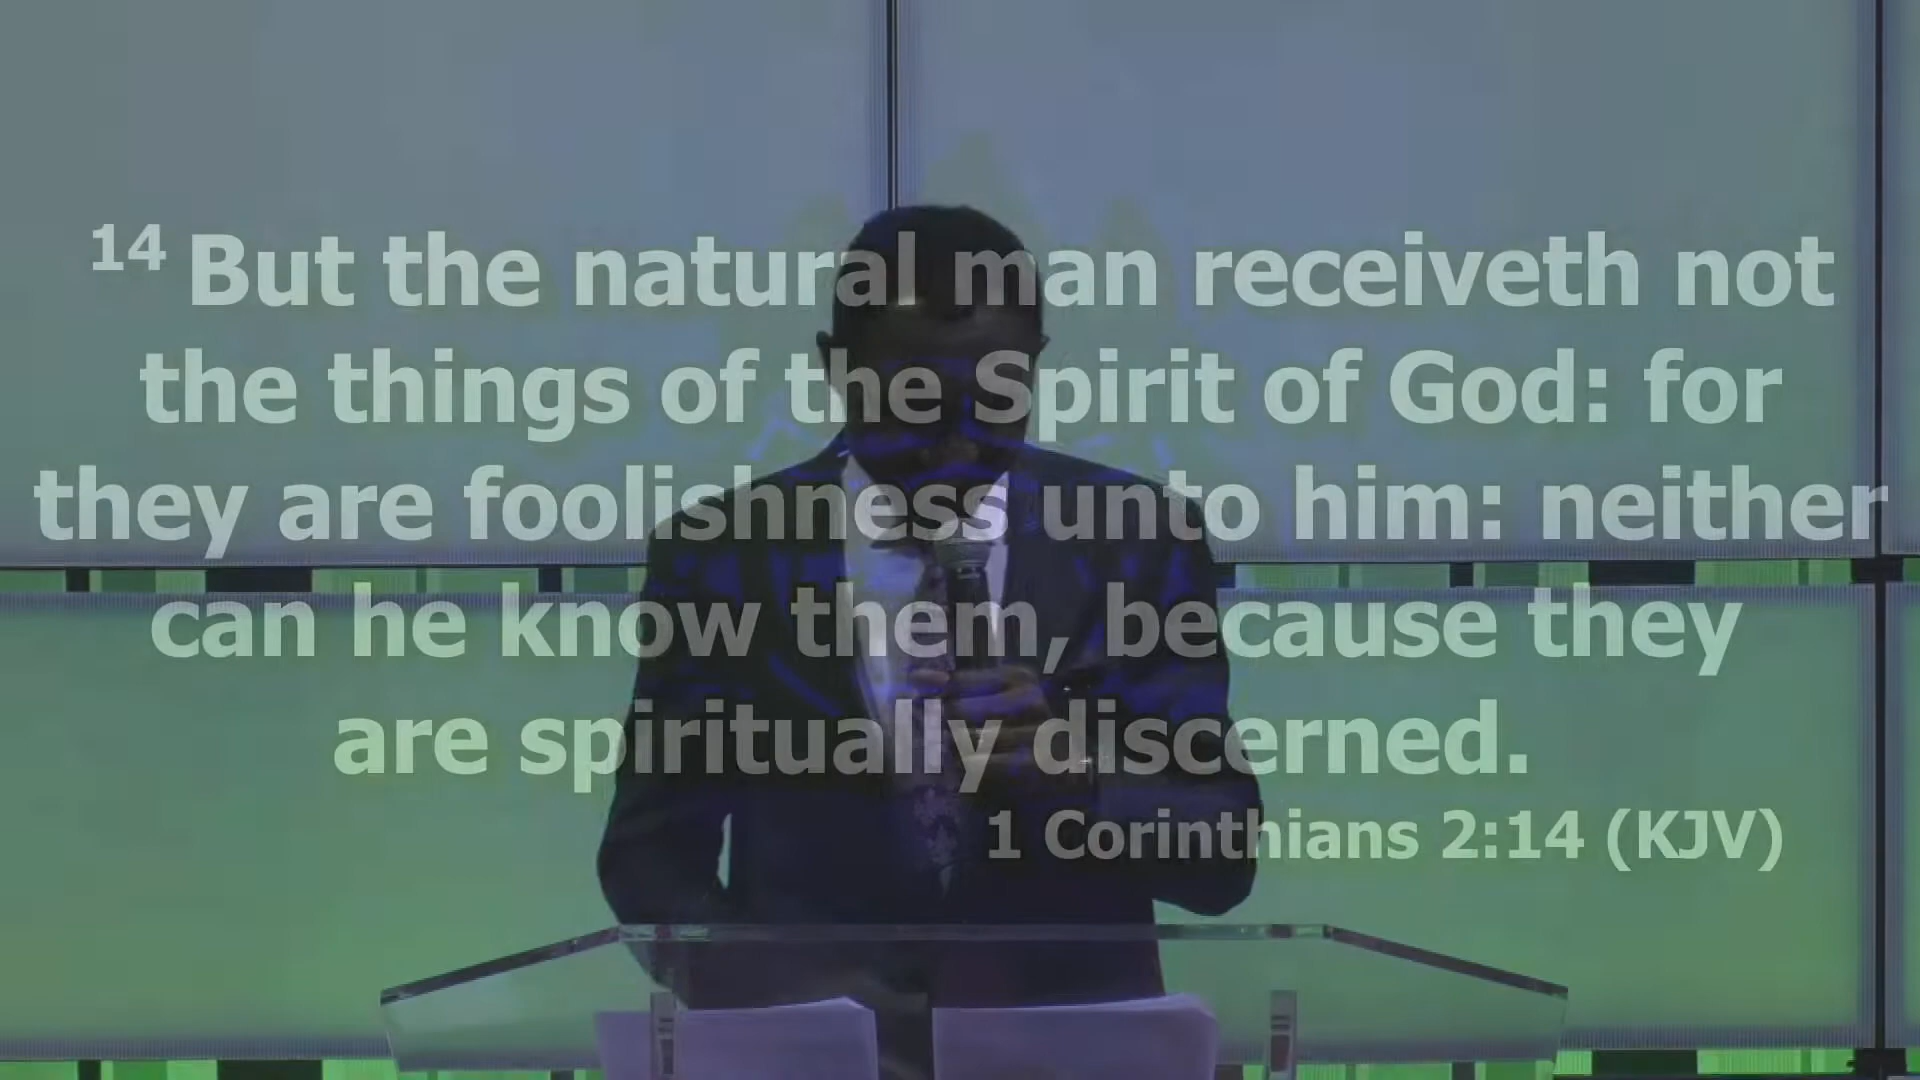 14 But the natural man receiveth not
the things of the Spirit of God: for
they are foolishness unto him: neither
can he know them, because they
are spiritually discerned.
1 Corinthians 2:14 (KJV)